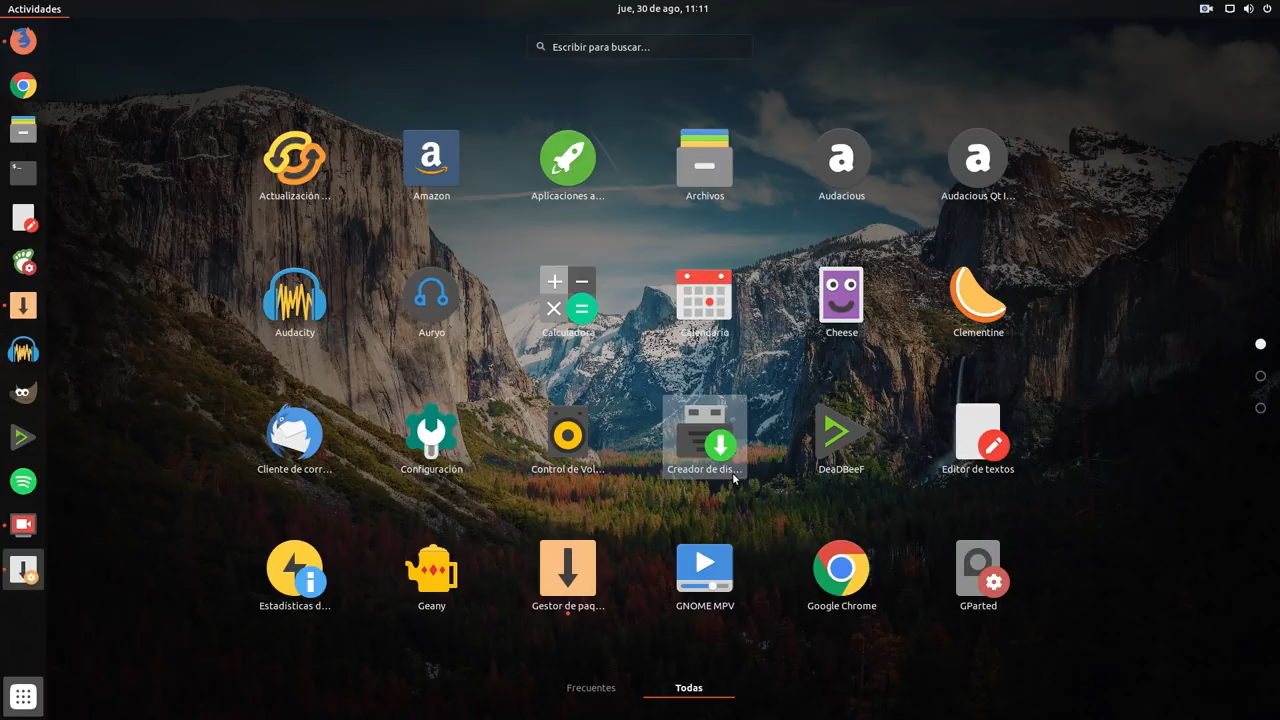 Actividades
jue, 30 de ago, 11:11
Escribir para buscar...
Actualización ...
Amazon
Aplicaciones a...
Archivos
Audacious
Audacious Qt I...
Audacity
Auryo
Calculadora
Calendario
Cheese
Clementine
Cliente de corr...
Configuración
Control de Vol...
Creador de dis...
DeaDBeeF
Editor de textos
Estadísticas d...
Geany
Gestor de paq...
GNOME MPV
Google Chrome
GParted
Frecuentes
Todas